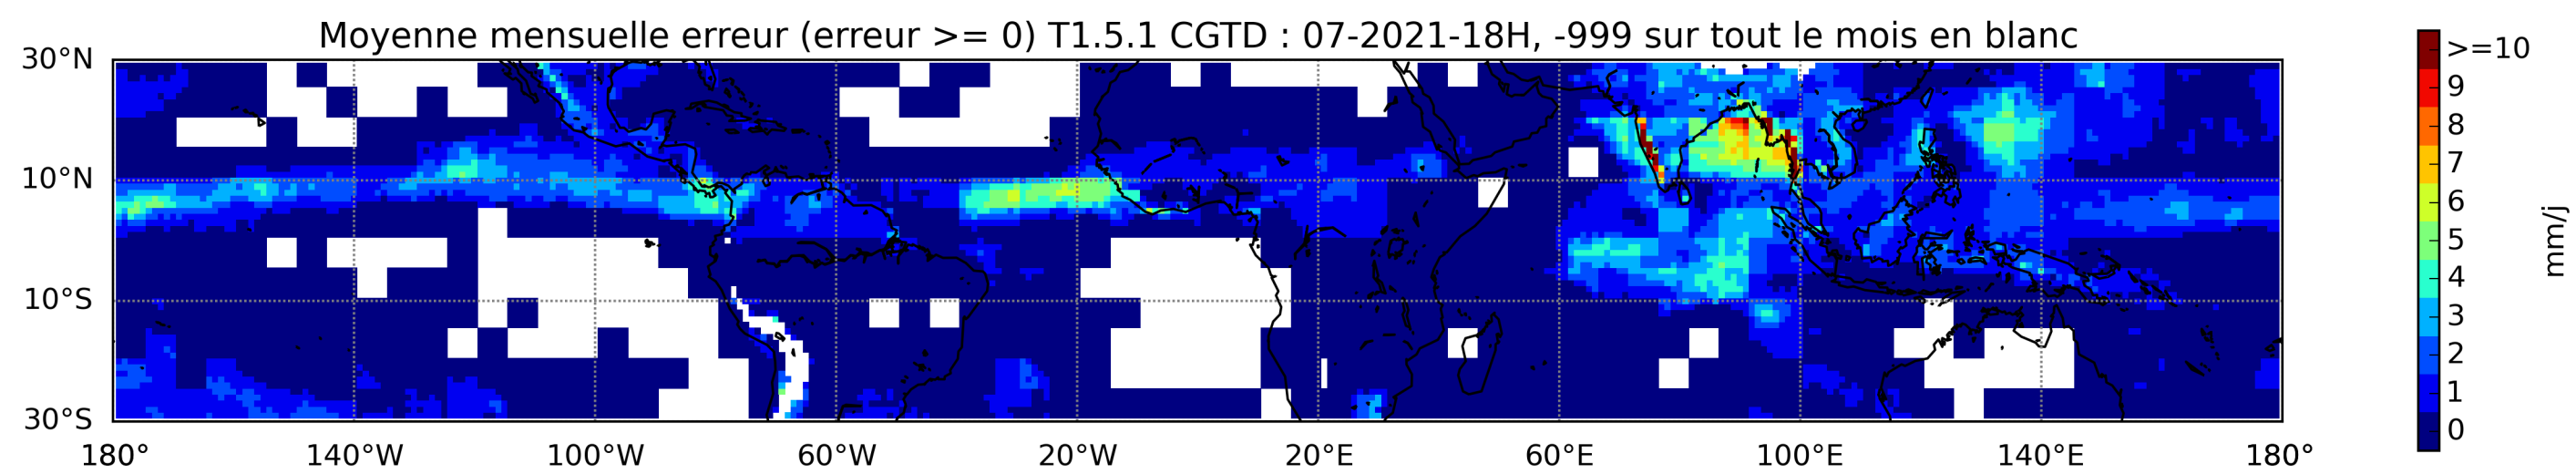 Moyenne mensuelle erreur (erreur >= 0) T1.5.1 CGTD : 07-2021-18H, -999 sur tout le mois en blanc
30°N
10°N
10°S
30°S
180° 140°W 100°W 60°W 20°W 20°E 60°E 100°E 140°E 180°
>=10
9
8
7
6
5
4
3
2
1
0
mm/j